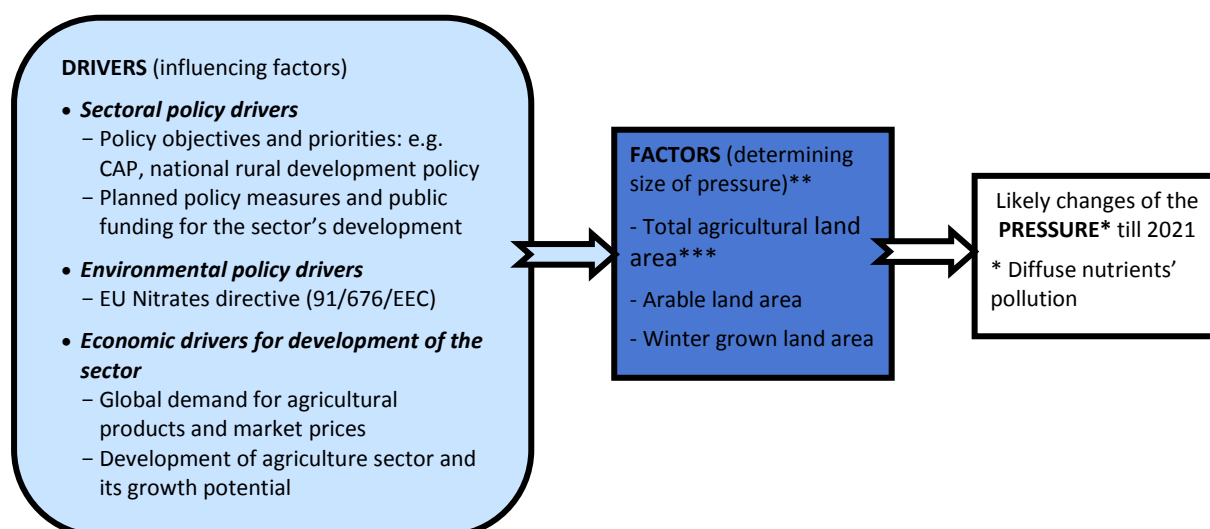 DRIVERS (influencing factors)
• Sectoral policy drivers
− Policy objectives and priorities: e.g.
CAP, national rural development policy
− Planned policy measures and public
funding for the sector’s development
• Environmental policy drivers
− EU Nitrates directive (91/676/EEC)
• Economic drivers for development of the
sector
− Global demand for agricultural
products and market prices
− Development of agriculture sector and
its growth potential
FACTORS (determining
size of pressure)**
- Total agricultural land
area***
- Arable land area
- Winter grown land area
Likely changes of the
PRESSURE* till 2021
* Diffuse nutrients’
pollution